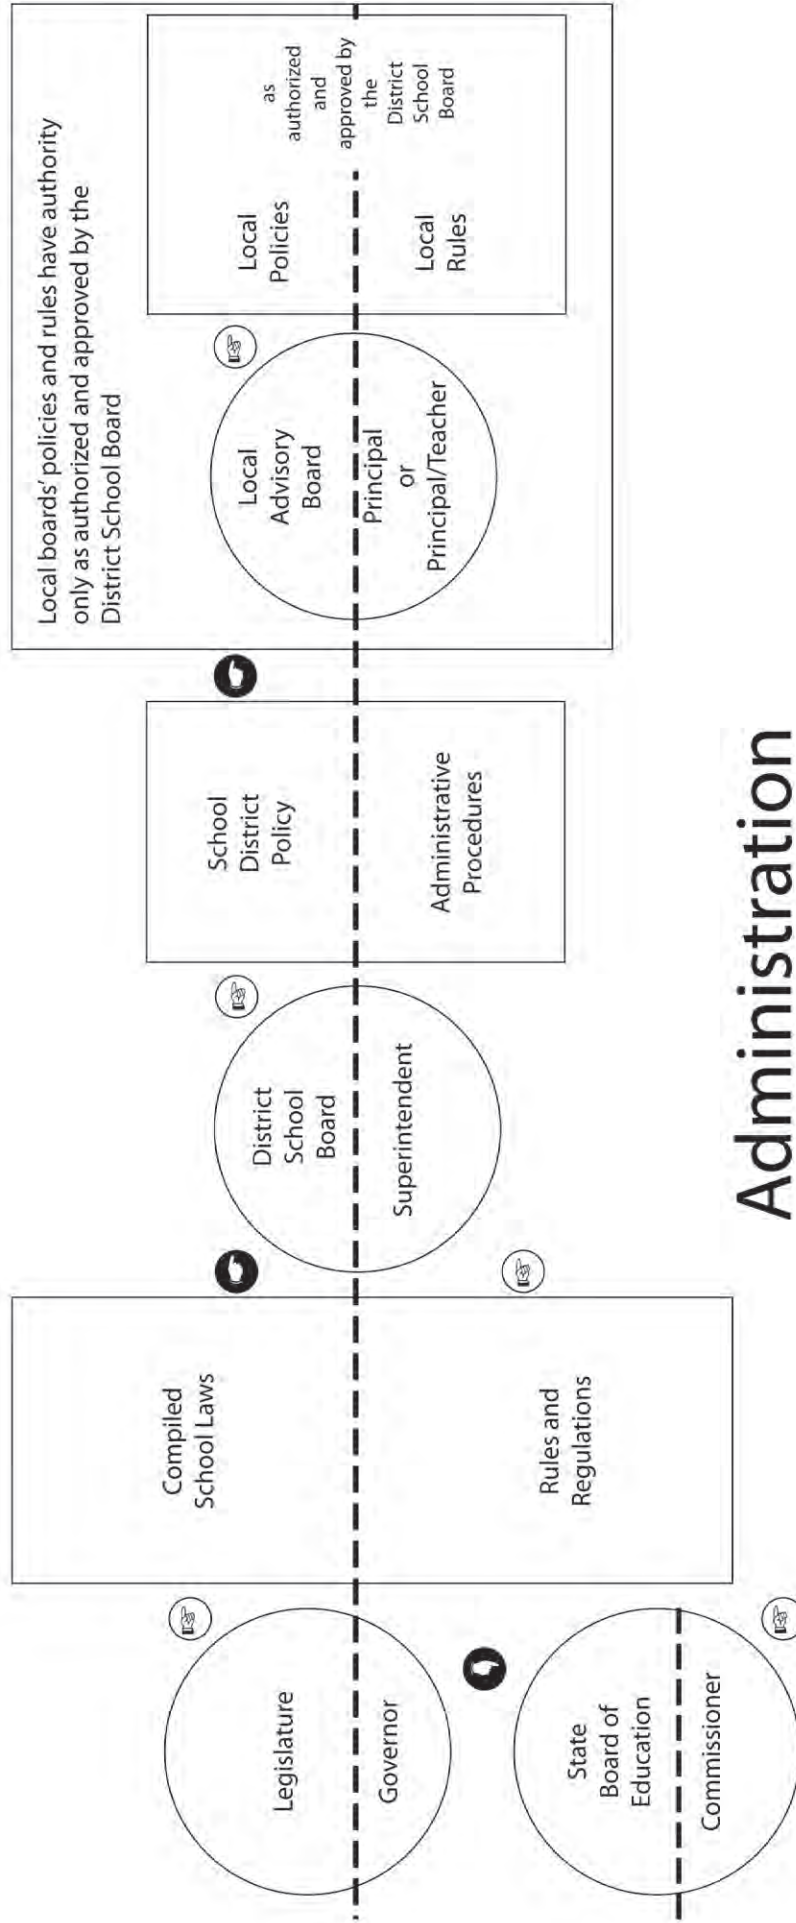 Legislature
Governor
State
Board of
Education
Commissioner
Compiled
School Laws
Rules and
Regulations
District
School
Board
Superintendent
School
District
Policy
Administrative
Procedures
Local boards’ policies and rules have authority
only as authorized and approved by the
District School Board
Local
Advisory
Board
Principal
or
Principal/Teacher
Local
Policies
Local
Rules
as
authorized
and
approved by
the
District
School
Board
Administration